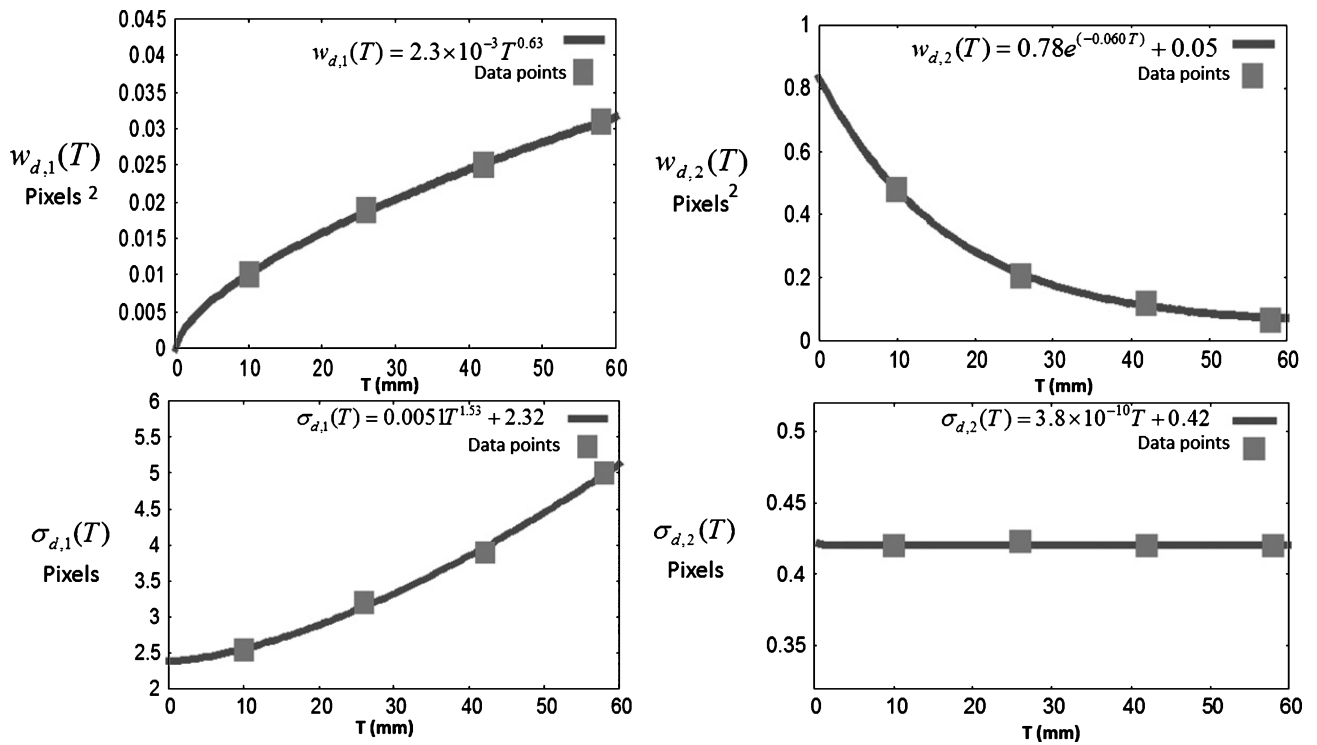 0.045
0.04
0.035
0.03
0.025
0.02
0.015
0.01
0.005
0
w_{d,1}(T) = 2.3×10^{-3}T^{0.63}
Data points
w_{d,1}(T)
Pixels ^2
0 10 20 30 40 50 60
T (mm)
1
0.8
0.6
0.4
0.2
0
w_{d,2}(T) = 0.78e^{(-0.060T)} + 0.05
Data points
w_{d,2}(T)
Pixels^2
0 10 20 30 40 50 60
T (mm)
6
5.5
5
4.5
4
3.5
3
2.5
2
σ_{d,1}(T) = 0.0051T^{1.53} + 2.32
Data points
σ_{d,1}(T)
Pixels
0 10 20 30 40 50 60
T (mm)
0.5
0.45
0.4
0.35
σ_{d,2}(T) = 3.8×10^{-10}T + 0.42
Data points
σ_{d,2}(T)
Pixels
0 10 20 30 40 50 60
T (mm)